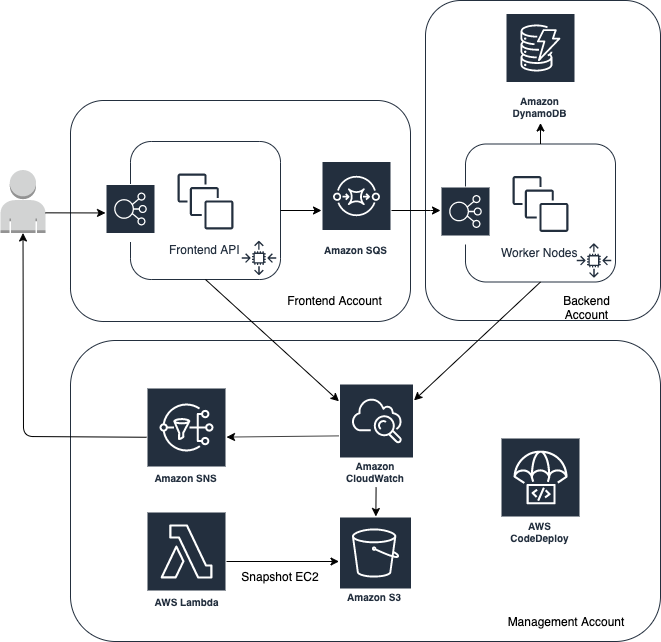 Amazon
DynamoDB
Frontend API
Amazon SQS
Worker Nodes
Frontend Account
Backend
Account
Amazon SNS
Amazon
CloudWatch
AWS
CodeDeploy
Snapshot EC2
AWS Lambda
Amazon S3
Management Account